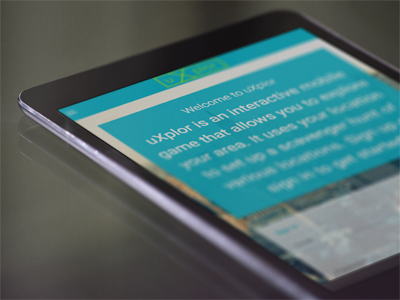 uXplor
Welcome to uXplor
uXplor is an interactive mobile
game that allows you to explore
your area. It uses your location
to set up a scavenger hunt of
various locations. Sign up
sign in to get started